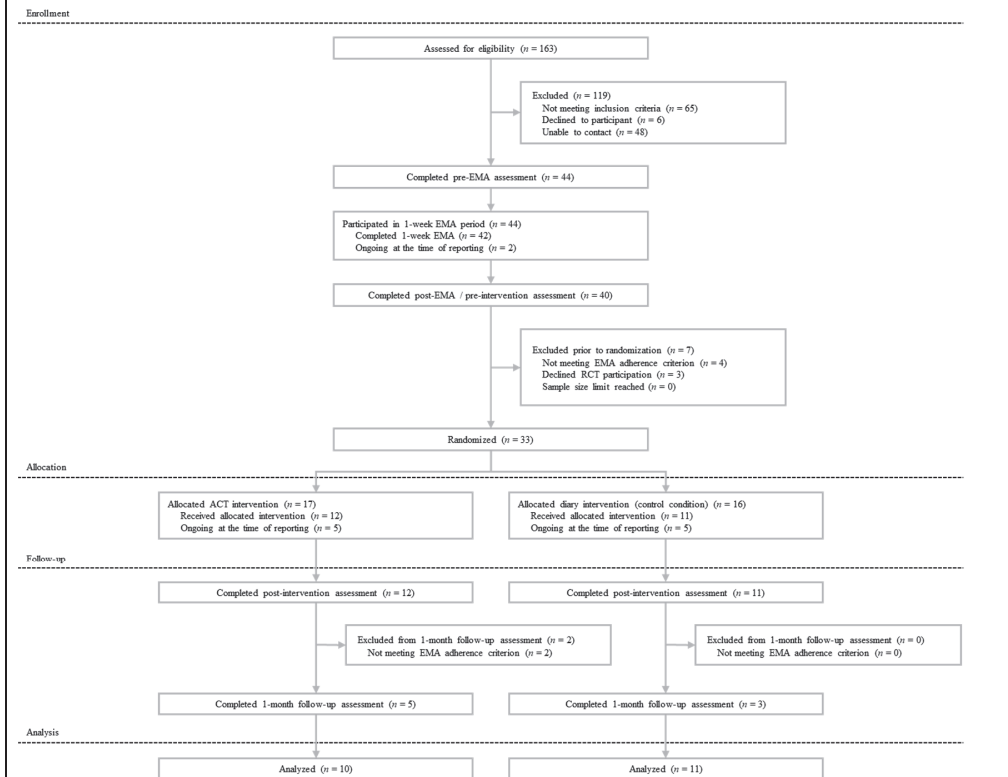 Enrollment
Assessed for eligibility (n = 163)
Excluded (n = 119)
Not meeting inclusion criteria (n = 65)
Declined to participant (n = 6)
Unable to contact (n = 48)
Completed pre-EMA assessment (n = 44)
Participated in 1-week EMA period (n = 44)
Completed 1-week EMA (n = 42)
Ongoing at the time of reporting (n = 2)
Completed post-EMA / pre-intervention assessment (n = 40)
Excluded prior to randomization (n = 7)
Not meeting EMA adherence criterion (n = 4)
Declined RCT participation (n = 3)
Sample size limit reached (n = 0)
Randomized (n = 33)
Allocation
Allocated ACT intervention (n = 17)
Received allocated intervention (n = 12)
Ongoing at the time of reporting (n = 5)
Allocated diary intervention (control condition) (n = 16)
Received allocated intervention (n = 11)
Ongoing at the time of reporting (n = 5)
Follow-up
Completed post-intervention assessment (n = 12)
Completed post-intervention assessment (n = 11)
Excluded from 1-month follow-up assessment (n = 2)
Not meeting EMA adherence criterion (n = 2)
Excluded from 1-month follow-up assessment (n = 0)
Not meeting EMA adherence criterion (n = 0)
Completed 1-month follow-up assessment (n = 5)
Completed 1-month follow-up assessment (n = 3)
Analysis
Analyzed (n = 10)
Analyzed (n = 11)